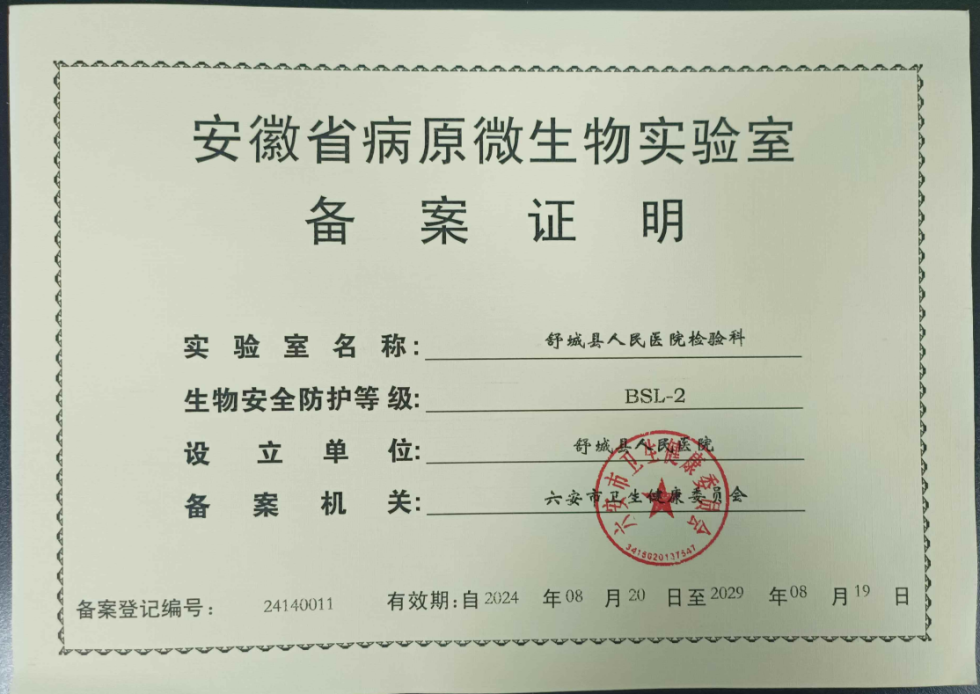 安徽省病原微生物实验室
备案证明
实验室名称：舒城县人民医院检验科
生物安全防护等级：BSL-2
设立单位：舒城县人民医院
备案机关：六安市卫生健康委员会
六安市卫生健康委员会
3415020137547
备案登记编号：24140011 有效期：自2024年08月20日至2029年08月19日